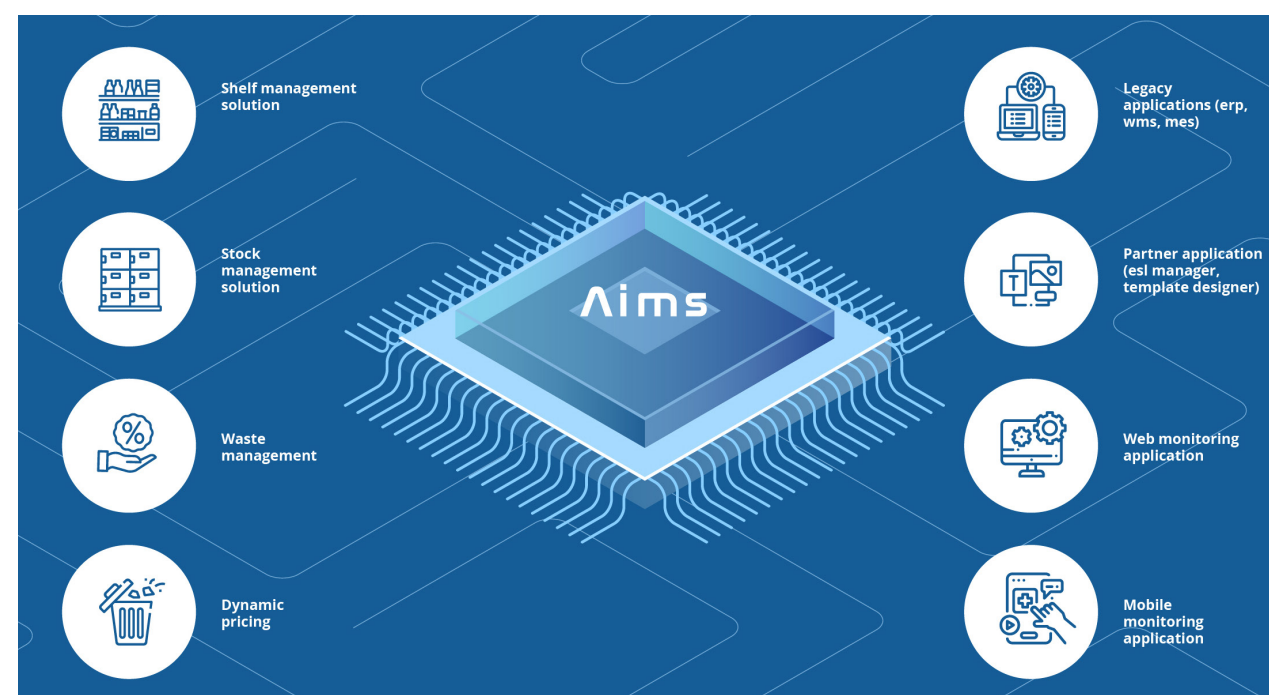 Shelf management
solution
Stock
management
solution
Waste
management
Dynamic
pricing
Aims
Legacy
applications (erp,
wms, mes)
Partner application
(esl manager,
template designer)
Web monitoring
application
Mobile
monitoring
application